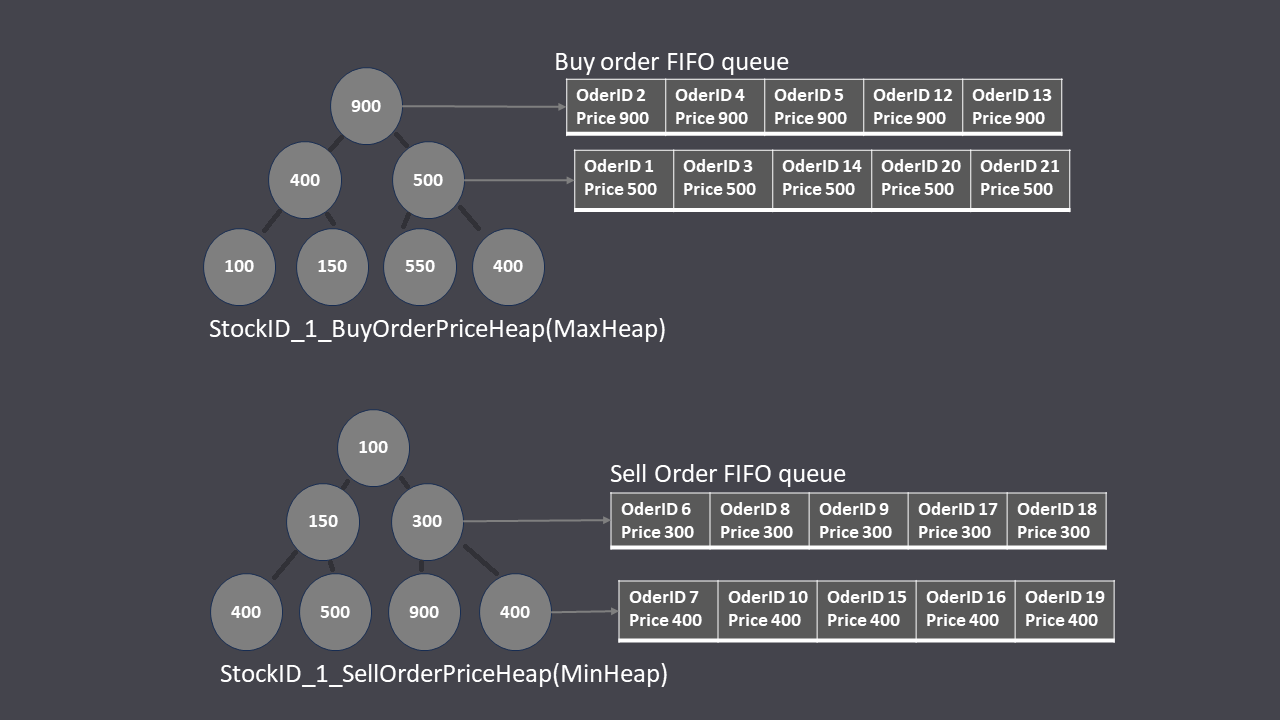 Buy order FIFO queue
900
OderID 2 OderID 4 OderID 5 OderID 12 OderID 13
Price 900 Price 900 Price 900 Price 900 Price 900
400 500
OderID 1 OderID 3 OderID 14 OderID 20 OderID 21
Price 500 Price 500 Price 500 Price 500 Price 500
100 150 550 400
StockID_1_BuyOrderPriceHeap(MaxHeap)
100
Sell Order FIFO queue
150 300
OderID 6 OderID 8 OderID 9 OderID 17 OderID 18
Price 300 Price 300 Price 300 Price 300 Price 300
400 500 900 400
OderID 7 OderID 10 OderID 15 OderID 16 OderID 19
Price 400 Price 400 Price 400 Price 400 Price 400
StockID_1_SellOrderPriceHeap(MinHeap)